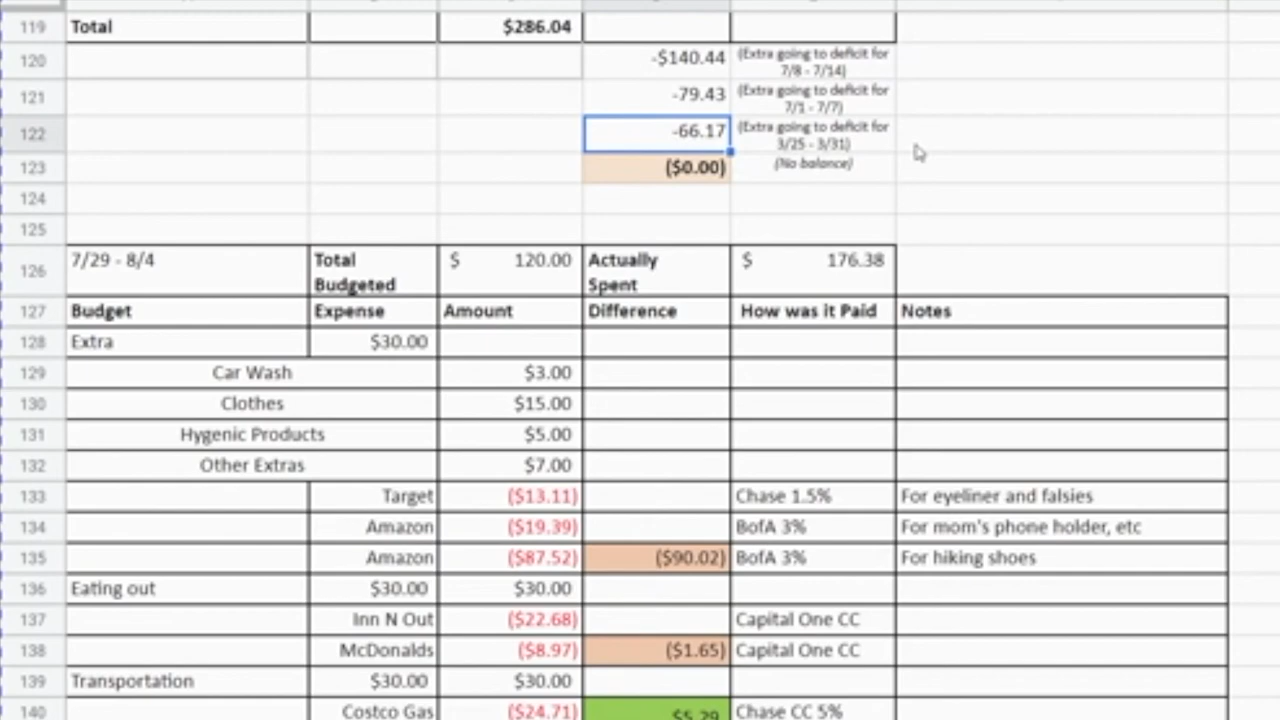 119 Total $286.04
120 -$140.44 (Extra going to deficit for
7/8 - 7/14)
121 -79.43 (Extra going to deficit for
7/1 - 7/7)
122 -66.17 (Extra going to deficit for
3/25 - 3/31)
123 ($0.00) (No balance)
124
125
126 7/29 - 8/4 Total $ 120.00 Actually $ 176.38
Budgeted Spent
127 Budget Expense Amount Difference How was it Paid Notes
128 Extra $30.00
129 Car Wash $3.00
130 Clothes $15.00
131 Hygenic Products $5.00
132 Other Extras $7.00
133 Target ($13.11) Chase 1.5% For eyeliner and falsies
134 Amazon ($19.39) BofA 3% For mom's phone holder, etc
135 Amazon ($87.52) ($90.02) BofA 3% For hiking shoes
136 Eating out $30.00 $30.00
137 Inn N Out ($22.68) Capital One CC
138 McDonalds ($8.97) ($1.65) Capital One CC
139 Transportation $30.00 $30.00
140 Costco Gas ($24.71) $5.29 Chase CC 5%